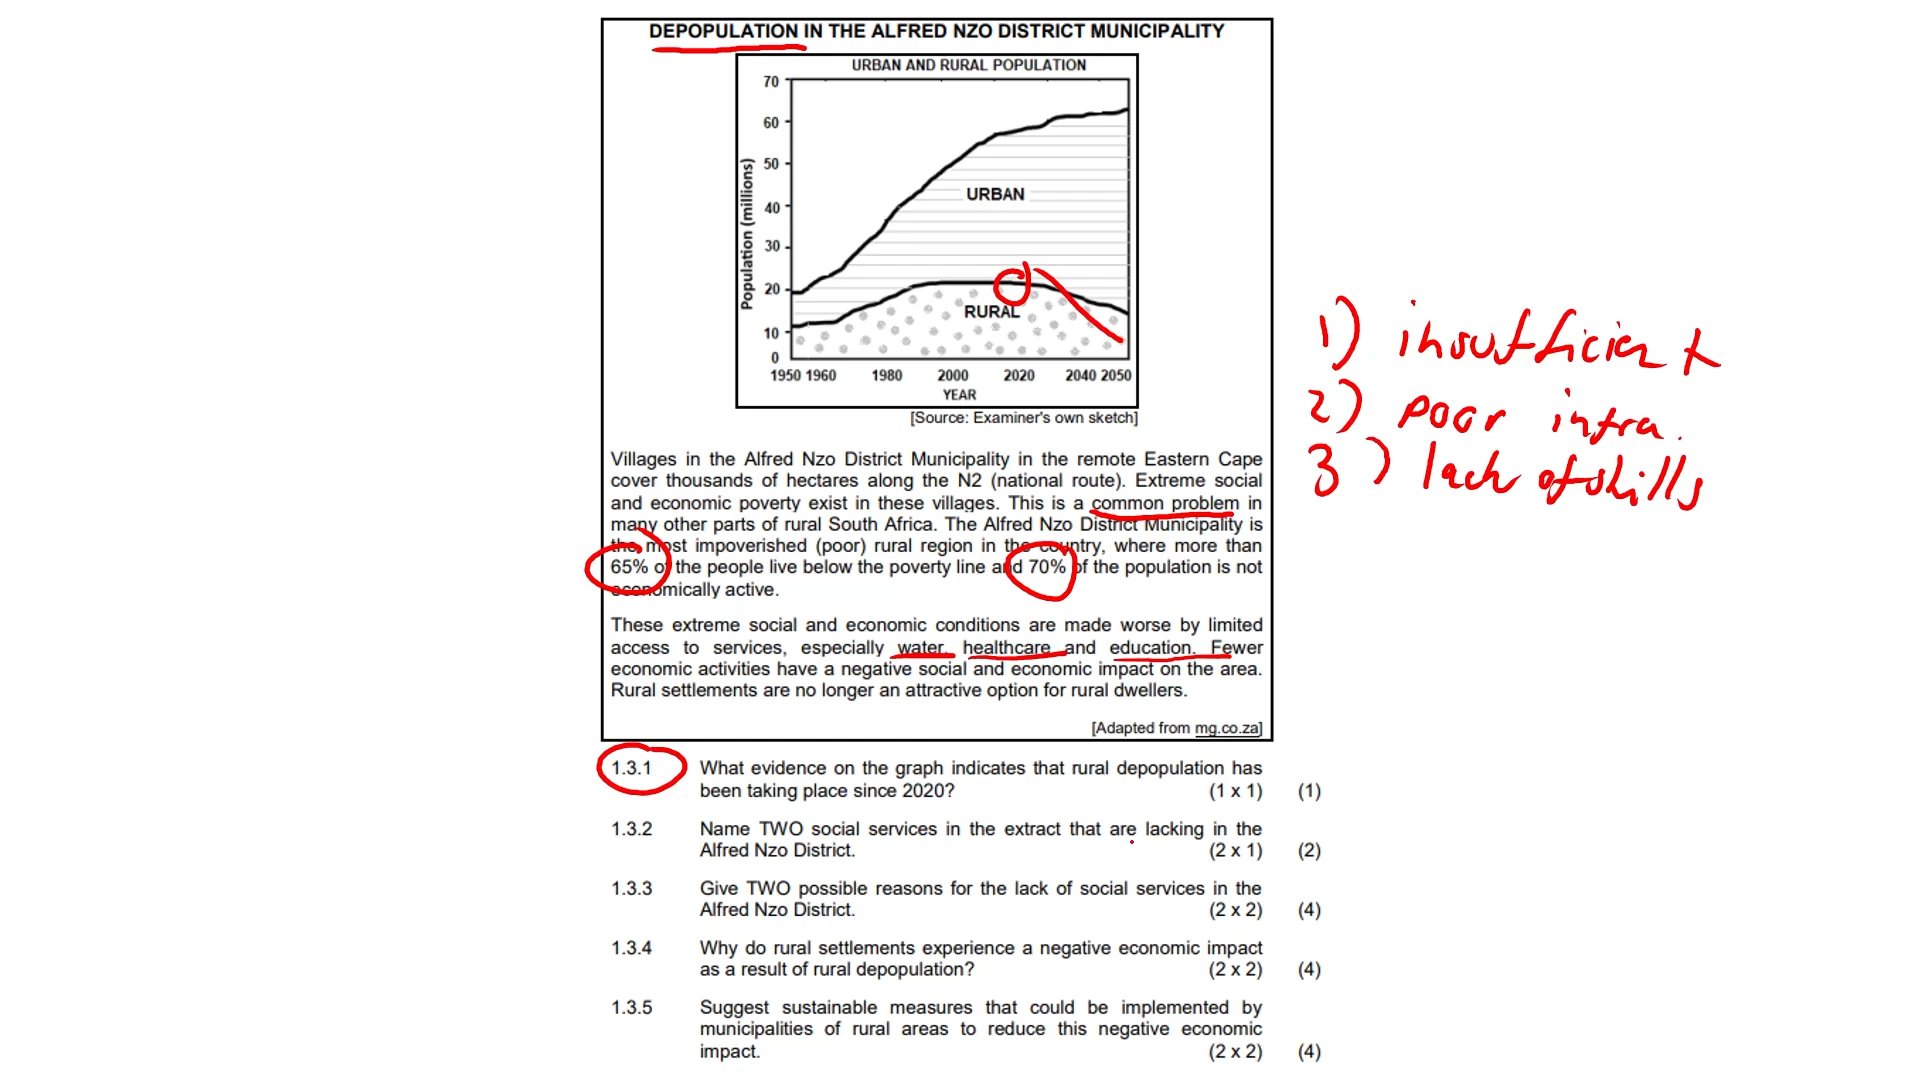 DEPOPULATION IN THE ALFRED NZO DISTRICT MUNICIPALITY
URBAN AND RURAL POPULATION
70
60
50
40
30
20
10
0
Population (millions)
URBAN
RURAL
1950 1960 1980 2000 2020 2040 2050
YEAR
[Source: Examiner's own sketch]
Villages in the Alfred Nzo District Municipality in the remote Eastern Cape
cover thousands of hectares along the N2 (national route). Extreme social
and economic poverty exist in these villages. This is a common problem in
many other parts of rural South Africa. The Alfred Nzo District Municipality is
the most impoverished (poor) rural region in the country, where more than
65% of the people live below the poverty line and 70% of the population is not
economically active.
These extreme social and economic conditions are made worse by limited
access to services, especially water, healthcare and education. Fewer
economic activities have a negative social and economic impact on the area.
Rural settlements are no longer an attractive option for rural dwellers.
[Adapted from mg.co.za]
1.3.1 What evidence on the graph indicates that rural depopulation has
been taking place since 2020? (1 x 1) (1)
1.3.2 Name TWO social services in the extract that are lacking in the
Alfred Nzo District. (2 x 1) (2)
1.3.3 Give TWO possible reasons for the lack of social services in the
Alfred Nzo District. (2 x 2) (4)
1.3.4 Why do rural settlements experience a negative economic impact
as a result of rural depopulation? (2 x 2) (4)
1.3.5 Suggest sustainable measures that could be implemented by
municipalities of rural areas to reduce this negative economic
impact. (2 x 2) (4)
1) insufficient
2) poor infra.
3) lack of skills